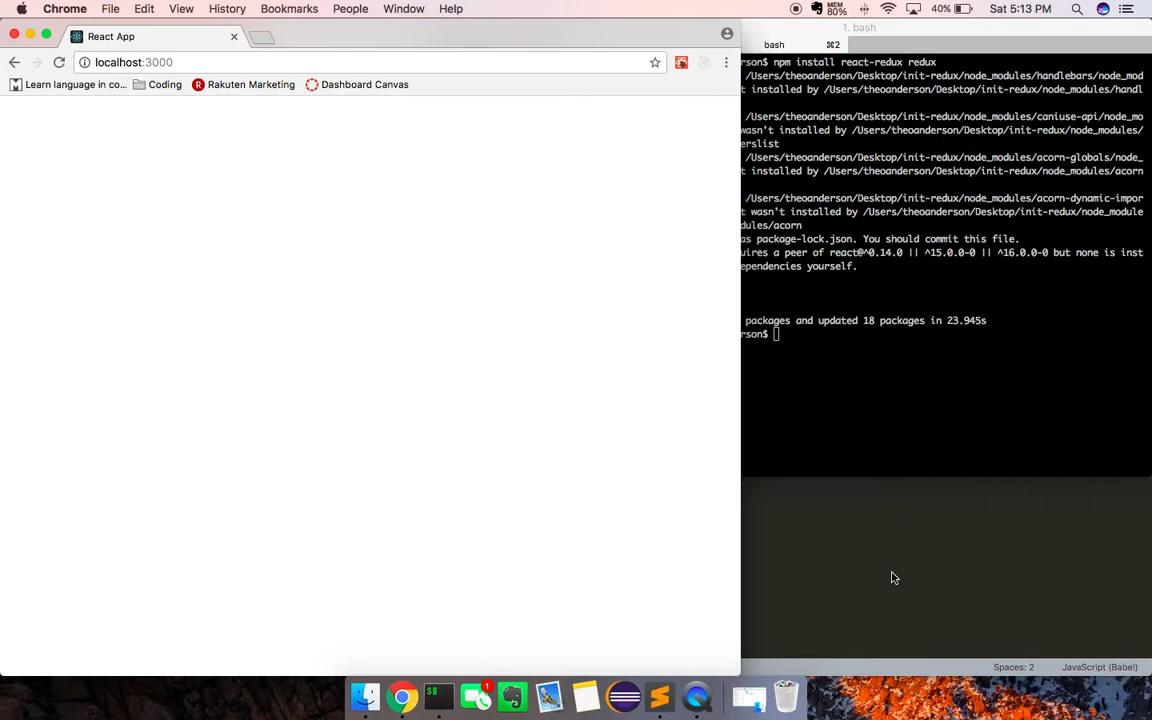 Chrome File Edit View History Bookmarks People Window Help MEM 80% 40% Sat 5:13 PM
React App
localhost:3000
Learn language in co... Coding Rakuten Marketing Dashboard Canvas
1. bash
bash ⌘2
rson$ npm install react-redux redux
/Users/theoanderson/Desktop/init-redux/node_modules/handlebars/node_mod
t installed by /Users/theoanderson/Desktop/init-redux/node_modules/handl
/Users/theoanderson/Desktop/init-redux/node_modules/caniuse-api/node_mo
wasn't installed by /Users/theoanderson/Desktop/init-redux/node_modules/
erslist
/Users/theoanderson/Desktop/init-redux/node_modules/acorn-globals/node_
t installed by /Users/theoanderson/Desktop/init-redux/node_modules/acorn
/Users/theoanderson/Desktop/init-redux/node_modules/acorn-dynamic-impor
t wasn't installed by /Users/theoanderson/Desktop/init-redux/node_module
dules/acorn
as package-lock.json. You should commit this file.
uires a peer of react@^0.14.0 || ^15.0.0-0 || ^16.0.0-0 but none is inst
ependencies yourself.
packages and updated 18 packages in 23.945s
rson$
Spaces: 2 JavaScript (Babel)
$
1